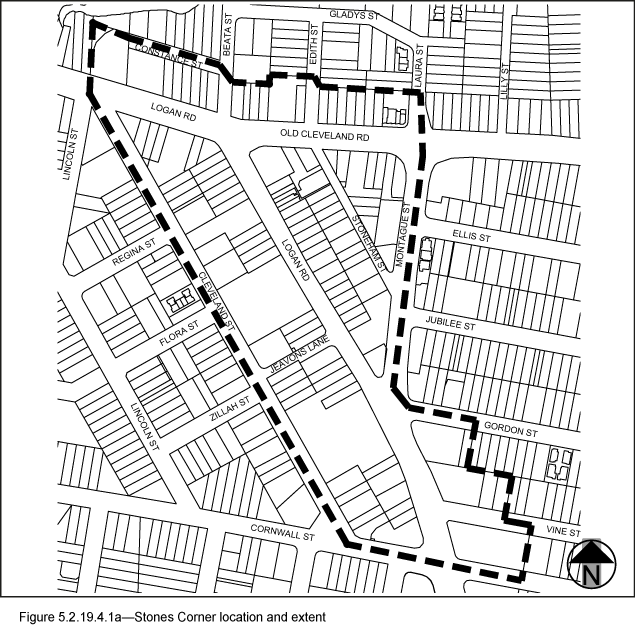 GLADYS ST
BEATA ST
EDITH ST
CONSTANCE ST
LAURA ST
LILLY ST
LOGAN RD
OLD CLEVELAND RD
LINCOLN ST
MONTAGUE ST
STONEHAM ST
ELLIS ST
REGINA ST
LOGAN RD
CLEVELAND ST
FLORA ST
JUBILEE ST
JEAVONS LANE
ZILLAH ST
LINCOLN ST
GORDON ST
CORNWALL ST
VINE ST
N
Figure 5.2.19.4.1a—Stones Corner location and extent